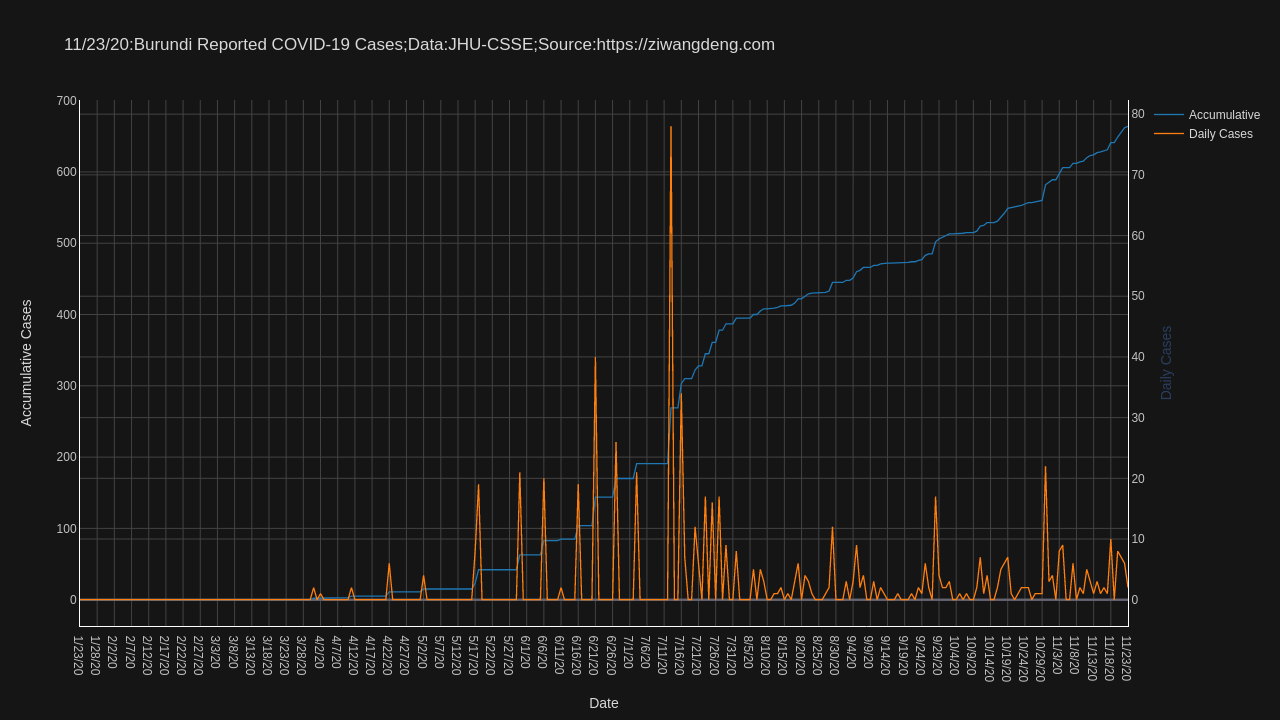 11/23/20:Burundi Reported COVID-19 Cases;Data:JHU-CSSE;Source:https://ziwangdeng.com
Accumulative
Daily Cases
700
600
500
400
300
200
100
0
Accumulative Cases
80
70
60
50
40
30
20
10
0
Daily Cases
1/23/20 1/28/20 2/2/20 2/7/20 2/12/20 2/17/20 2/22/20 2/27/20 3/3/20 3/8/20 3/13/20 3/18/20 3/23/20 3/28/20 4/2/20 4/7/20 4/12/20 4/17/20 4/22/20 4/27/20 5/2/20 5/7/20 5/12/20 5/17/20 5/22/20 5/27/20 6/1/20 6/6/20 6/11/20 6/16/20 6/21/20 6/26/20 7/1/20 7/6/20 7/11/20 7/16/20 7/21/20 7/26/20 7/31/20 8/5/20 8/10/20 8/15/20 8/20/20 8/25/20 8/30/20 9/4/20 9/9/20 9/14/20 9/19/20 9/24/20 9/29/20 10/4/20 10/9/20 10/14/20 10/19/20 10/24/20 10/29/20 11/3/20 11/8/20 11/13/20 11/18/20 11/23/20
Date